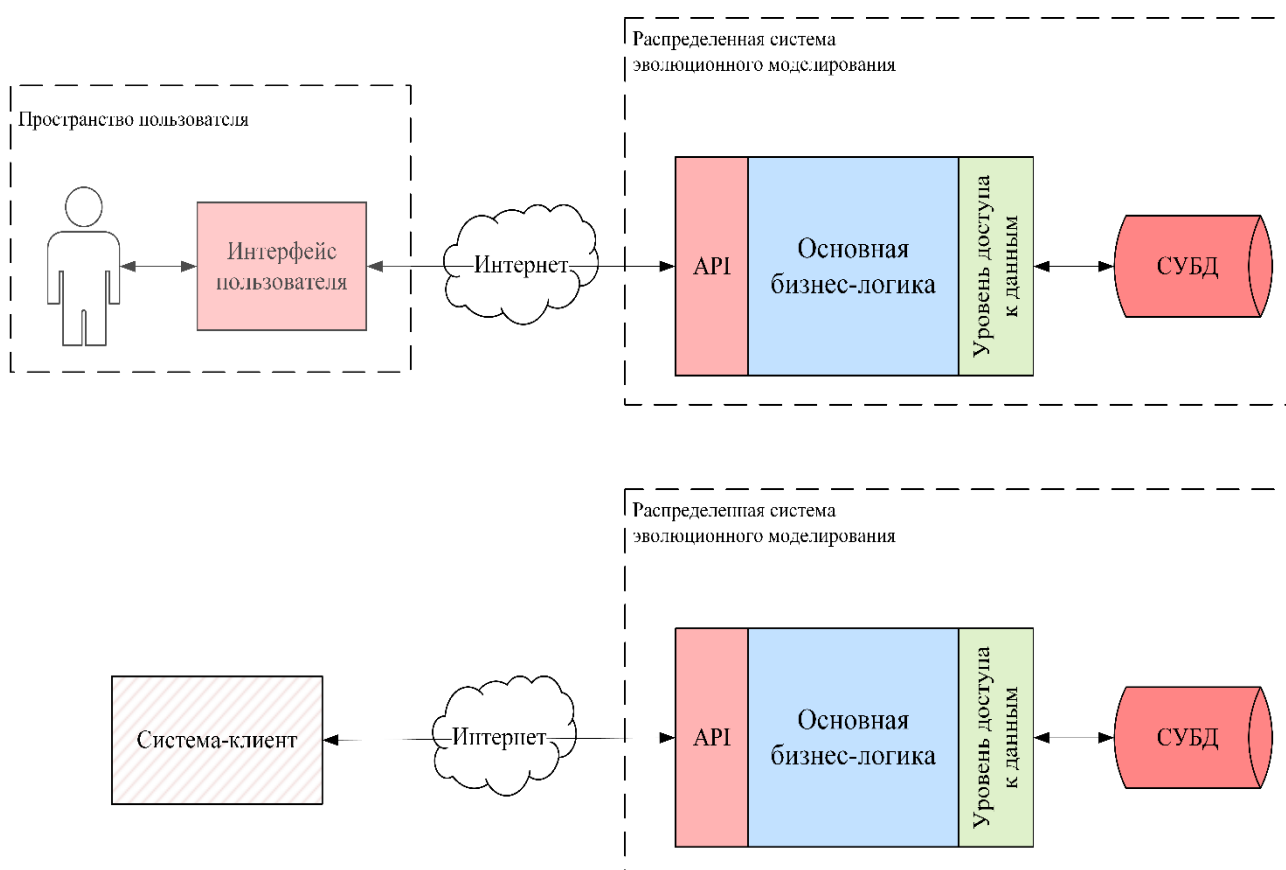 Распределенная система
эволюционного моделирования
Пространство пользователя
Интерфейс
пользователя
Интернет
API
Основная
бизнес-логика
Уровень доступа
к данным
СУБД
Распределенная система
эволюционного моделирования
Система-клиент
Интернет
API
Основная
бизнес-логика
Уровень доступа
к данным
СУБД